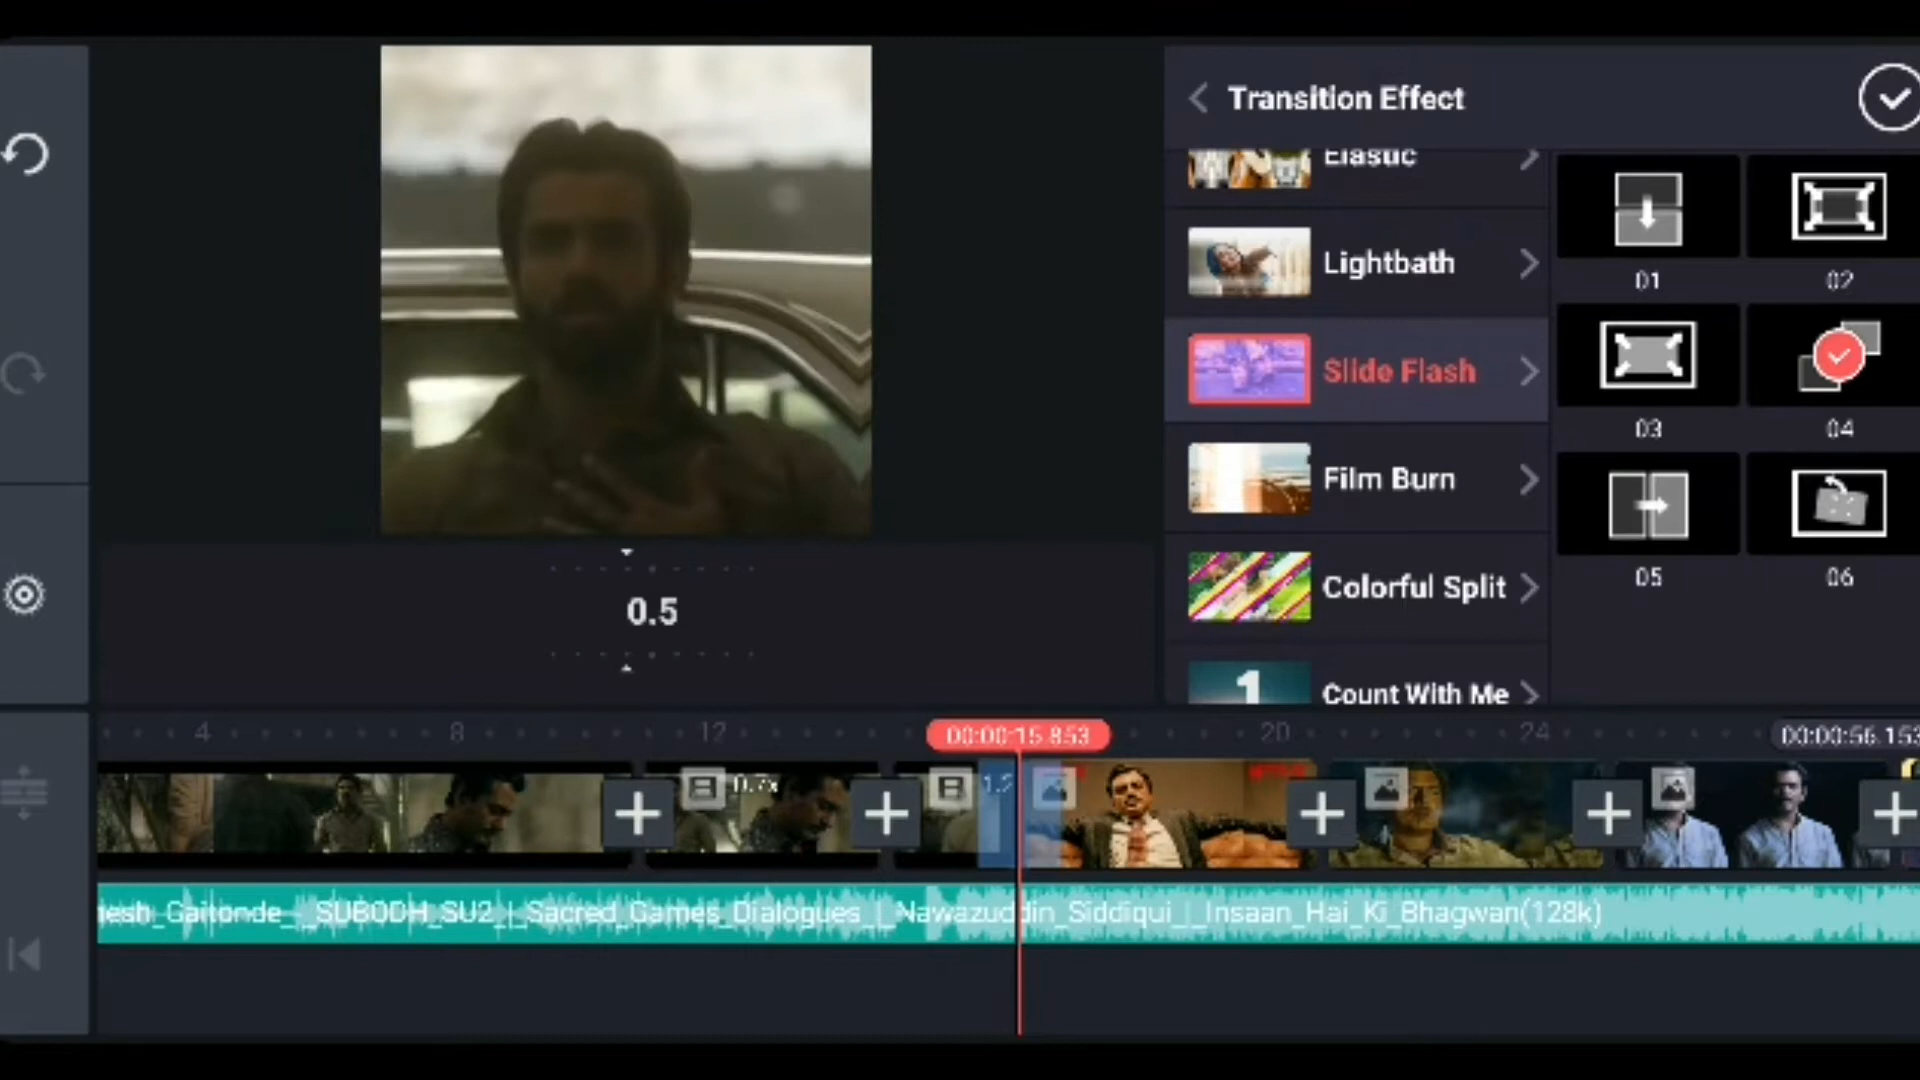 Transition Effect
Elastic
Lightbath
Slide Flash
Film Burn
Colorful Split
1
Count With Me
01
02
03
04
05
06
0.5
4
8
12
00:00:15.853
20
24
00:00:56.153
0.7x
1.2
nesh_Gaitonde_|_SUBODH_SU2_|_Sacred_Games_Dialogues_|_Nawazuddin_Siddiqui_|_Insaan_Hai_Ki_Bhagwan(128k)